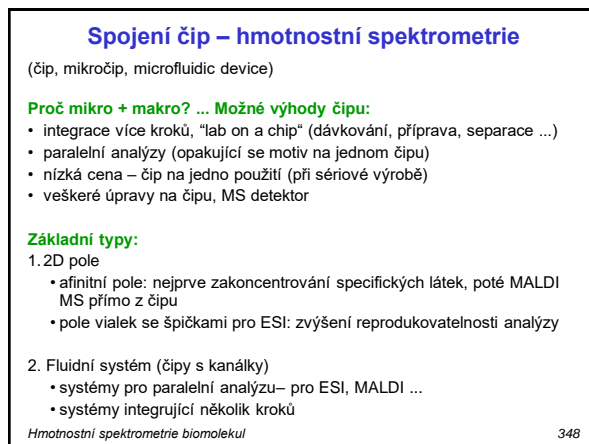 Spojení čip – hmotnostní spektrometrie
(čip, mikročip, microfluidic device)
Proč mikro + makro? ... Možné výhody čipu:
• integrace více kroků, “lab on a chip“ (dávkování, příprava, separace ...)
• paralelní analýzy (opakující se motiv na jednom čipu)
• nízká cena – čip na jedno použití (při sériové výrobě)
• veškeré úpravy na čipu, MS detektor
Základní typy:
1. 2D pole
• afinitní pole: nejprve zakoncentrování specifických látek, poté MALDI
MS přímo z čipu
• pole vialek se špičkami pro ESI: zvýšení reprodukovatelnosti analýzy
2. Fluidní systém (čipy s kanálky)
• systémy pro paralelní analýzu– pro ESI, MALDI ...
• systémy integrující několik kroků
Hmotnostní spektrometrie biomolekul 348